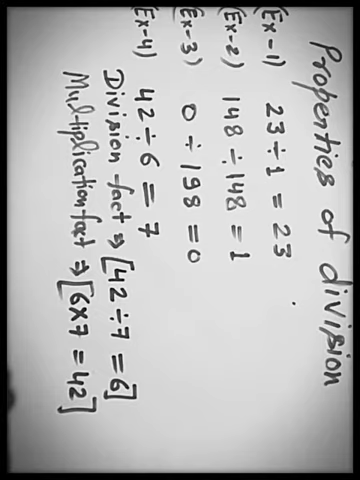 Properties of division
(Ex-1) 23÷1 = 23
(Ex-2) 148÷148 = 1
(Ex-3) 0÷198 = 0
(Ex-4) 42÷6 = 7
Division fact ⇒ [42÷7 = 6]
Multiplication fact ⇒ [6×7 = 42]